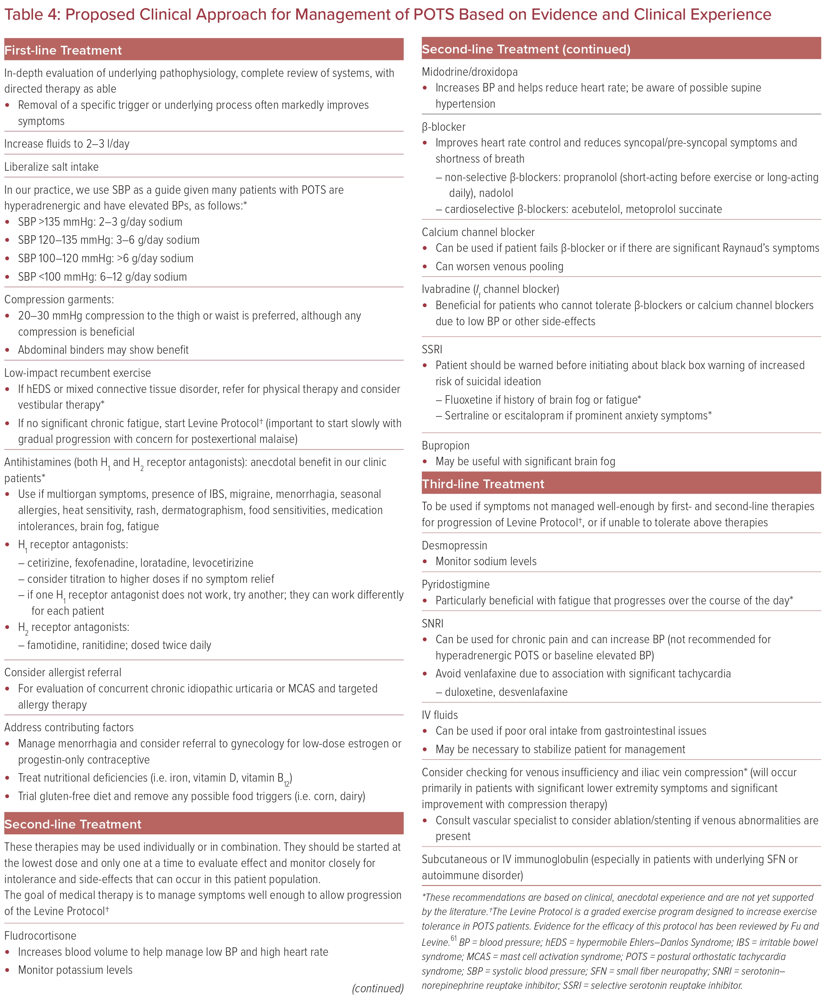 Table 4: Proposed Clinical Approach for Management of POTS Based on Evidence and Clinical Experience
First-line Treatment
In-depth evaluation of underlying pathophysiology, complete review of systems, with
directed therapy as able
• Removal of a specific trigger or underlying process often markedly improves
symptoms
Increase fluids to 2–3 l/day
Liberalize salt intake
In our practice, we use SBP as a guide given many patients with POTS are
hyperadrenergic and have elevated BPs, as follows:*
• SBP >135 mmHg: 2–3 g/day sodium
• SBP 120–135 mmHg: 3–6 g/day sodium
• SBP 100–120 mmHg: >6 g/day sodium
• SBP <100 mmHg: 6–12 g/day sodium
Compression garments:
• 20–30 mmHg compression to the thigh or waist is preferred, although any
compression is beneficial
• Abdominal binders may show benefit
Low-impact recumbent exercise
• If hEDS or mixed connective tissue disorder, refer for physical therapy and consider
vestibular therapy*
• If no significant chronic fatigue, start Levine Protocol† (important to start slowly with
gradual progression with concern for postexertional malaise)
Antihistamines (both H1 and H2 receptor antagonists): anecdotal benefit in our clinic
patients*
• Use if multiorgan symptoms, presence of IBS, migraine, menorrhagia, seasonal
allergies, heat sensitivity, rash, dermatographism, food sensitivities, medication
intolerances, brain fog, fatigue
• H1 receptor antagonists:
– cetirizine, fexofenadine, loratadine, levocetirizine
– consider titration to higher doses if no symptom relief
– if one H1 receptor antagonist does not work, try another; they can work differently
for each patient
• H2 receptor antagonists:
– famotidine, ranitidine; dosed twice daily
Consider allergist referral
• For evaluation of concurrent chronic idiopathic urticaria or MCAS and targeted
allergy therapy
Address contributing factors
• Manage menorrhagia and consider referral to gynecology for low-dose estrogen or
progestin-only contraceptive
• Treat nutritional deficiencies (i.e. iron, vitamin D, vitamin B12)
• Trial gluten-free diet and remove any possible food triggers (i.e. corn, dairy)
Second-line Treatment
These therapies may be used individually or in combination. They should be started at
the lowest dose and only one at a time to evaluate effect and monitor closely for
intolerance and side-effects that can occur in this patient population.
The goal of medical therapy is to manage symptoms well enough to allow progression
of the Levine Protocol†
Fludrocortisone
• Increases blood volume to help manage low BP and high heart rate
• Monitor potassium levels
(continued)
Second-line Treatment (continued)
Midodrine/droxidopa
• Increases BP and helps reduce heart rate; be aware of possible supine
hypertension
β-blocker
• Improves heart rate control and reduces syncopal/pre-syncopal symptoms and
shortness of breath
– non-selective β-blockers: propranolol (short-acting before exercise or long-acting
daily), nadolol
– cardioselective β-blockers: acebutelol, metoprolol succinate
Calcium channel blocker
• Can be used if patient fails β-blocker or if there are significant Raynaud’s symptoms
• Can worsen venous pooling
Ivabradine (If channel blocker)
• Beneficial for patients who cannot tolerate β-blockers or calcium channel blockers
due to low BP or other side-effects
SSRI
• Patient should be warned before initiating about black box warning of increased
risk of suicidal ideation
– Fluoxetine if history of brain fog or fatigue*
– Sertraline or escitalopram if prominent anxiety symptoms*
Bupropion
• May be useful with significant brain fog
Third-line Treatment
To be used if symptoms not managed well-enough by first- and second-line therapies
for progression of Levine Protocol†, or if unable to tolerate above therapies
Desmopressin
• Monitor sodium levels
Pyridostigmine
• Particularly beneficial with fatigue that progresses over the course of the day*
SNRI
• Can be used for chronic pain and can increase BP (not recommended for
hyperadrenergic POTS or baseline elevated BP)
• Avoid venlafaxine due to association with significant tachycardia
– duloxetine, desvenlafaxine
IV fluids
• Can be used if poor oral intake from gastrointestinal issues
• May be necessary to stabilize patient for management
Consider checking for venous insufficiency and iliac vein compression* (will occur
primarily in patients with significant lower extremity symptoms and significant
improvement with compression therapy)
• Consult vascular specialist to consider ablation/stenting if venous abnormalities are
present
Subcutaneous or IV immunoglobulin (especially in patients with underlying SFN or
autoimmune disorder)
*These recommendations are based on clinical, anecdotal experience and are not yet supported
by the literature. †The Levine Protocol is a graded exercise program designed to increase exercise
tolerance in POTS patients. Evidence for the efficacy of this protocol has been reviewed by Fu and
Levine.61 BP = blood pressure; hEDS = hypermobile Ehlers–Danlos Syndrome; IBS = irritable bowel
syndrome; MCAS = mast cell activation syndrome; POTS = postural orthostatic tachycardia
syndrome; SBP = systolic blood pressure; SFN = small fiber neuropathy; SNRI = serotonin–
norepinephrine reuptake inhibitor; SSRI = selective serotonin reuptake inhibitor.